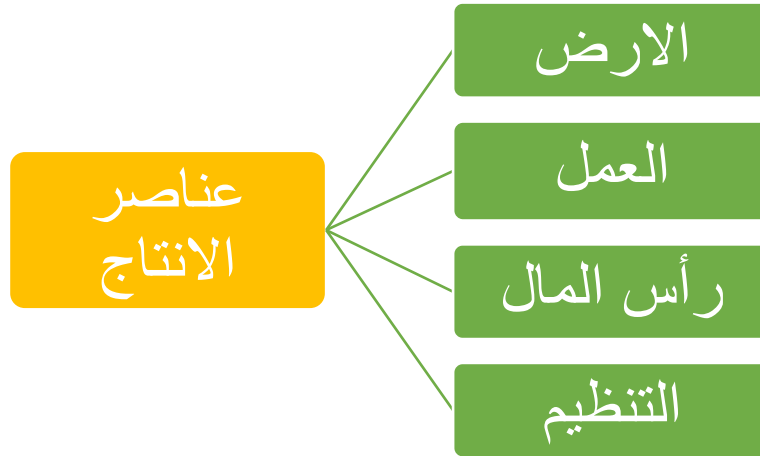 عناصر
الانتاج
الارض
العمل
رأس المال
التنظيم